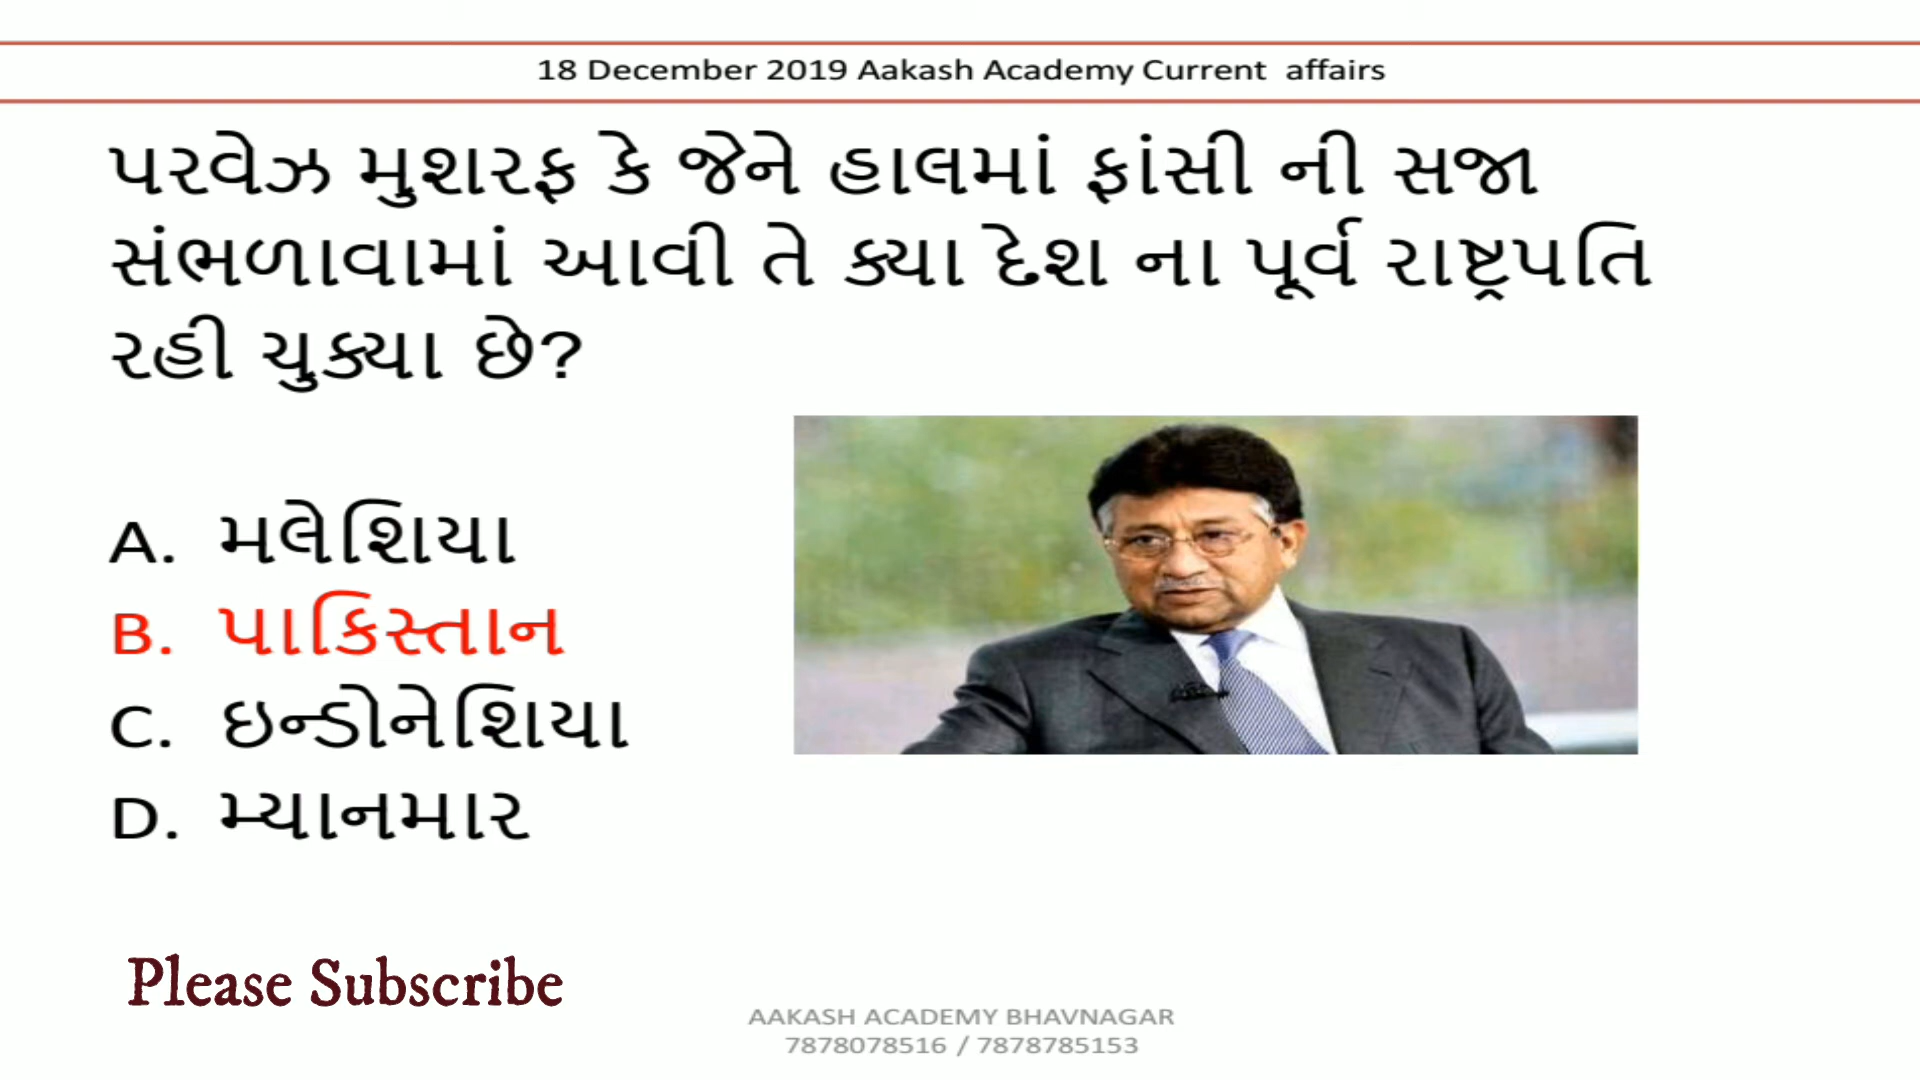 18 December 2019 Aakash Academy Current affairs
પરવેઝ મુશરફ કે જેને હાલમાં ફાંસી ની સજા
સંભળાવામાં આવી તે ક્યા દેશ ના પૂર્વ રાષ્ટ્રપતિ
રહી ચુક્યા છે?
A. મલેશિયા
B. પાકિસ્તાન
C. ઇન્ડોનેશિયા
D. મ્યાનમાર
Please Subscribe
AAKASH ACADEMY BHAVNAGAR
7878078516 / 7878785153